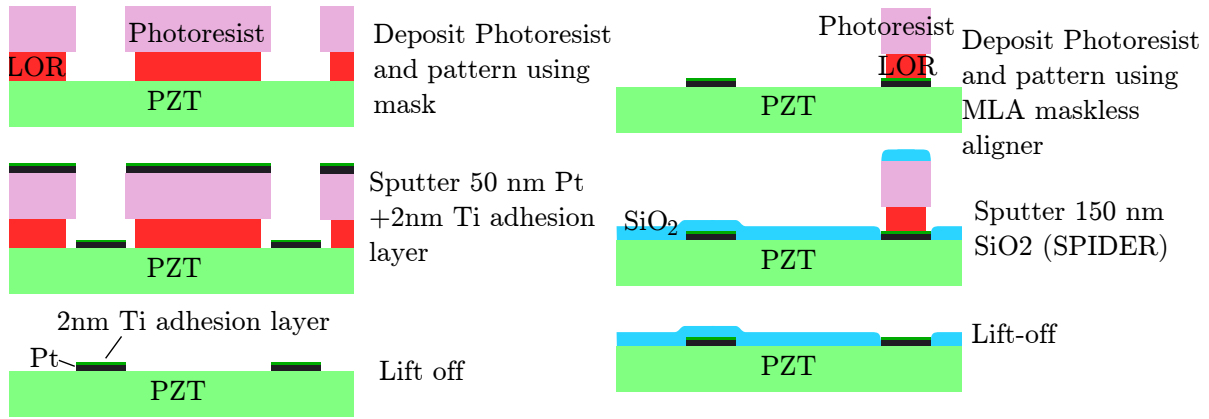 Photoresist
LOR
PZT
Deposit Photoresist
and pattern using
mask
Sputter 50 nm Pt
+2nm Ti adhesion
layer
PZT
2nm Ti adhesion layer
Pt
PZT
Lift off
Photoresist
LOR
PZT
Deposit Photoresist
and pattern using
MLA maskless
aligner
SiO₂
PZT
Sputter 150 nm
SiO2 (SPIDER)
PZT
Lift-off